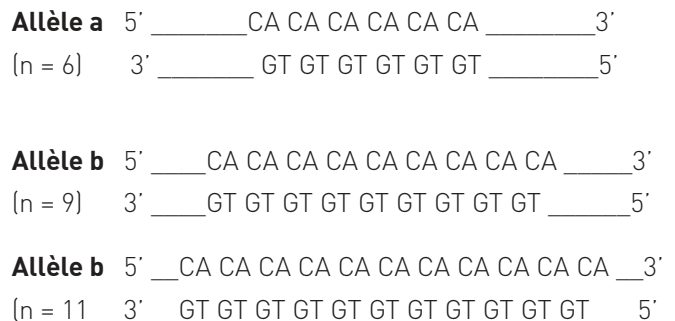 Allèle a 5’ _______CA CA CA CA CA CA ________3’
(n = 6) 3’ _______ GT GT GT GT GT GT ________5’
Allèle b 5’ ____CA CA CA CA CA CA CA CA CA _____3’
(n = 9) 3’ ____GT GT GT GT GT GT GT GT GT ______5’
Allèle b 5’ __CA CA CA CA CA CA CA CA CA CA CA __3’
(n = 11 3’ GT GT GT GT GT GT GT GT GT GT GT 5’